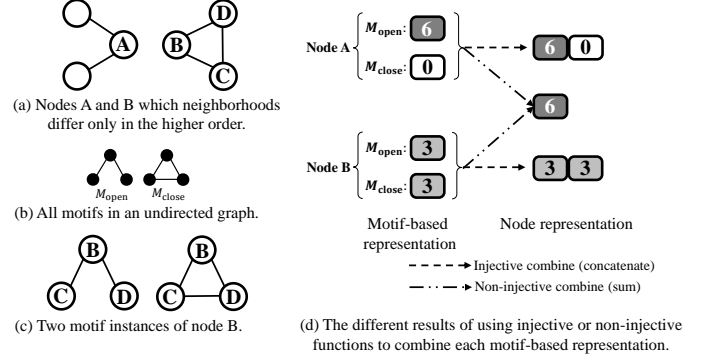 A
B
D
C
(a) Nodes A and B which neighborhoods
differ only in the higher order.
M_open
M_close
(b) All motifs in an undirected graph.
B
C
D
B
C
D
(c) Two motif instances of node B.
Node A
M_open: 6
M_close: 0
6 0
6
Node B
M_open: 3
M_close: 3
3 3
Motif-based
representation
Node representation
Injective combine (concatenate)
Non-injective combine (sum)
(d) The different results of using injective or non-injective
functions to combine each motif-based representation.